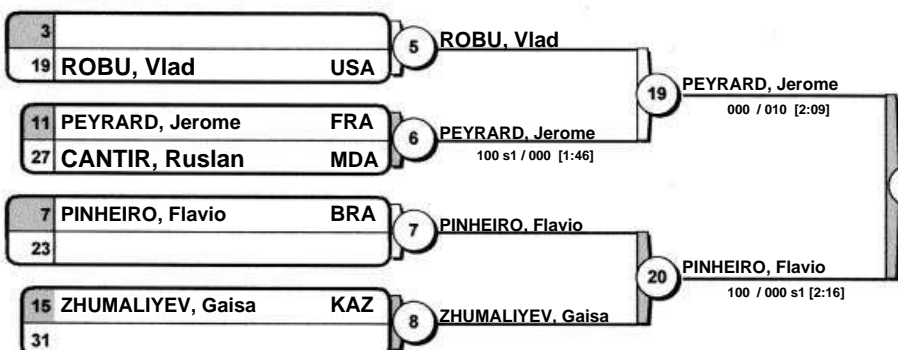 3
19 ROBU, Vlad USA
5
ROBU, Vlad
11 PEYRARD, Jerome FRA
27 CANTIR, Ruslan MDA
6
PEYRARD, Jerome
100 s1 / 000 [1:46]
19
PEYRARD, Jerome
000 / 010 [2:09]
7 PINHEIRO, Flavio BRA
23
7
PINHEIRO, Flavio
15 ZHUMALIYEV, Gaisa KAZ
31
8
ZHUMALIYEV, Gaisa
20
PINHEIRO, Flavio
100 / 000 s1 [2:16]